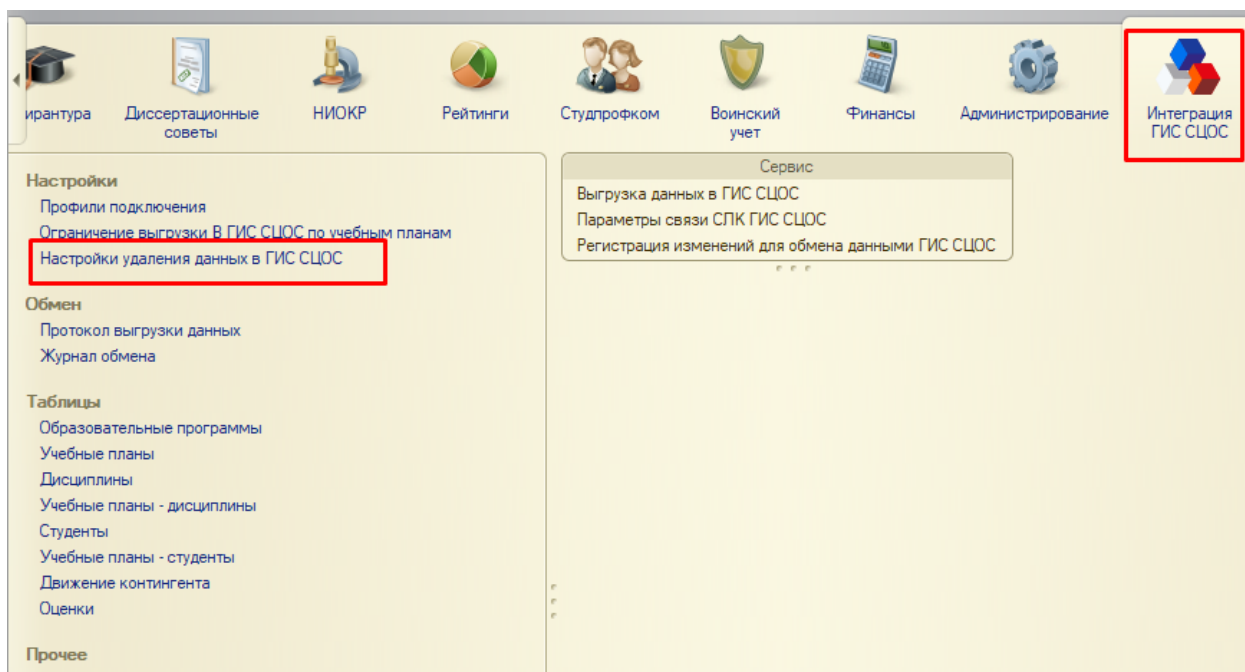 ирантура
Диссертационные
советы
НИОКР
Рейтинги
Студпрофком
Воинский
учет
Финансы
Администрирование
Интеграция
ГИС СЦОС
Настройки
Профили подключения
Ограничение выгрузки В ГИС СЦОС по учебным планам
Настройки удаления данных в ГИС СЦОС
Обмен
Протокол выгрузки данных
Журнал обмена
Таблицы
Образовательные программы
Учебные планы
Дисциплины
Учебные планы - дисциплины
Студенты
Учебные планы - студенты
Движение контингента
Оценки
Прочее
Сервис
Выгрузка данных в ГИС СЦОС
Параметры связи СЛК ГИС СЦОС
Регистрация изменений для обмена данными ГИС СЦОС